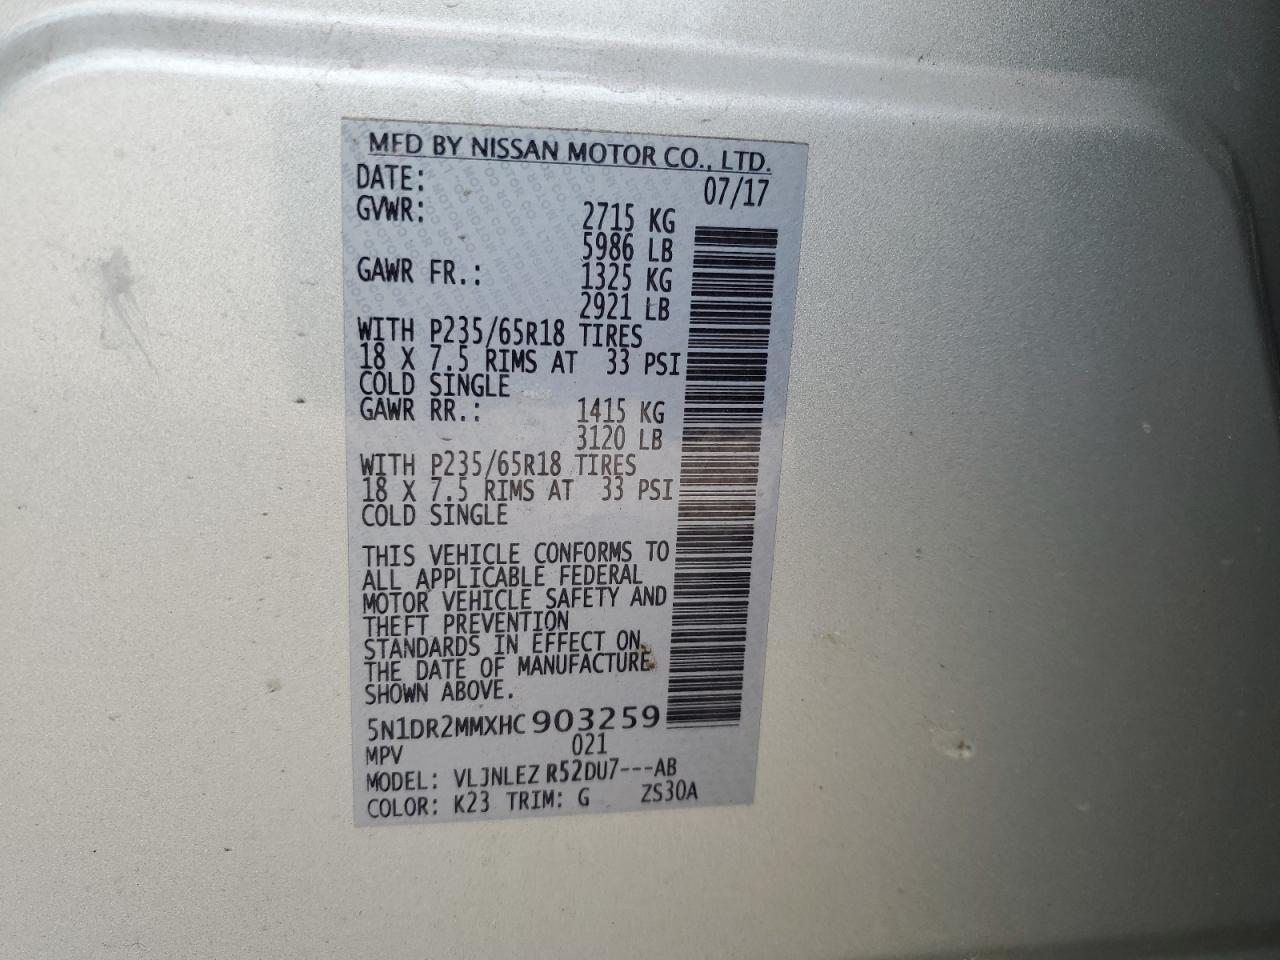 MFD BY NISSAN MOTOR CO., LTD.
DATE: 07/17
GVWR: 2715 KG
5986 LB
GAWR FR.: 1325 KG
2921 LB
WITH P235/65R18 TIRES
18 X 7.5 RIMS AT 33 PSI
COLD SINGLE
GAWR RR.: 1415 KG
3120 LB
WITH P235/65R18 TIRES
18 X 7.5 RIMS AT 33 PSI
COLD SINGLE
THIS VEHICLE CONFORMS TO
ALL APPLICABLE FEDERAL
MOTOR VEHICLE SAFETY AND
THEFT PREVENTION
STANDARDS IN EFFECT ON
THE DATE OF MANUFACTURE
SHOWN ABOVE.
5N1DR2MMXHC903259
MPV 021
MODEL: VLJNLEZ R52DU7---AB
COLOR: K23 TRIM: G ZS30A